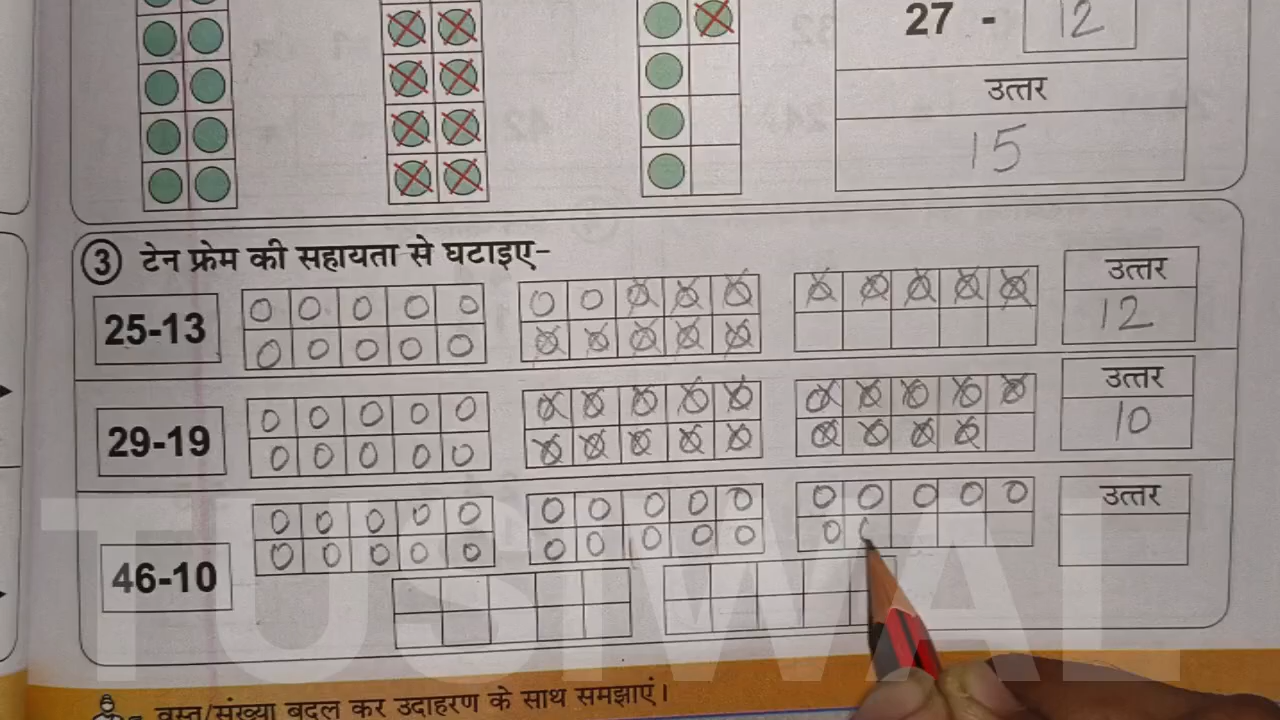 27 - 12
उत्तर
15
3 टेन फ्रेम की सहायता से घटाइए-
25-13
उत्तर
12
29-19
उत्तर
10
46-10
उत्तर
TUSIWAL
वस्तु/संख्या बदल कर उदाहरण के साथ समझाएं।